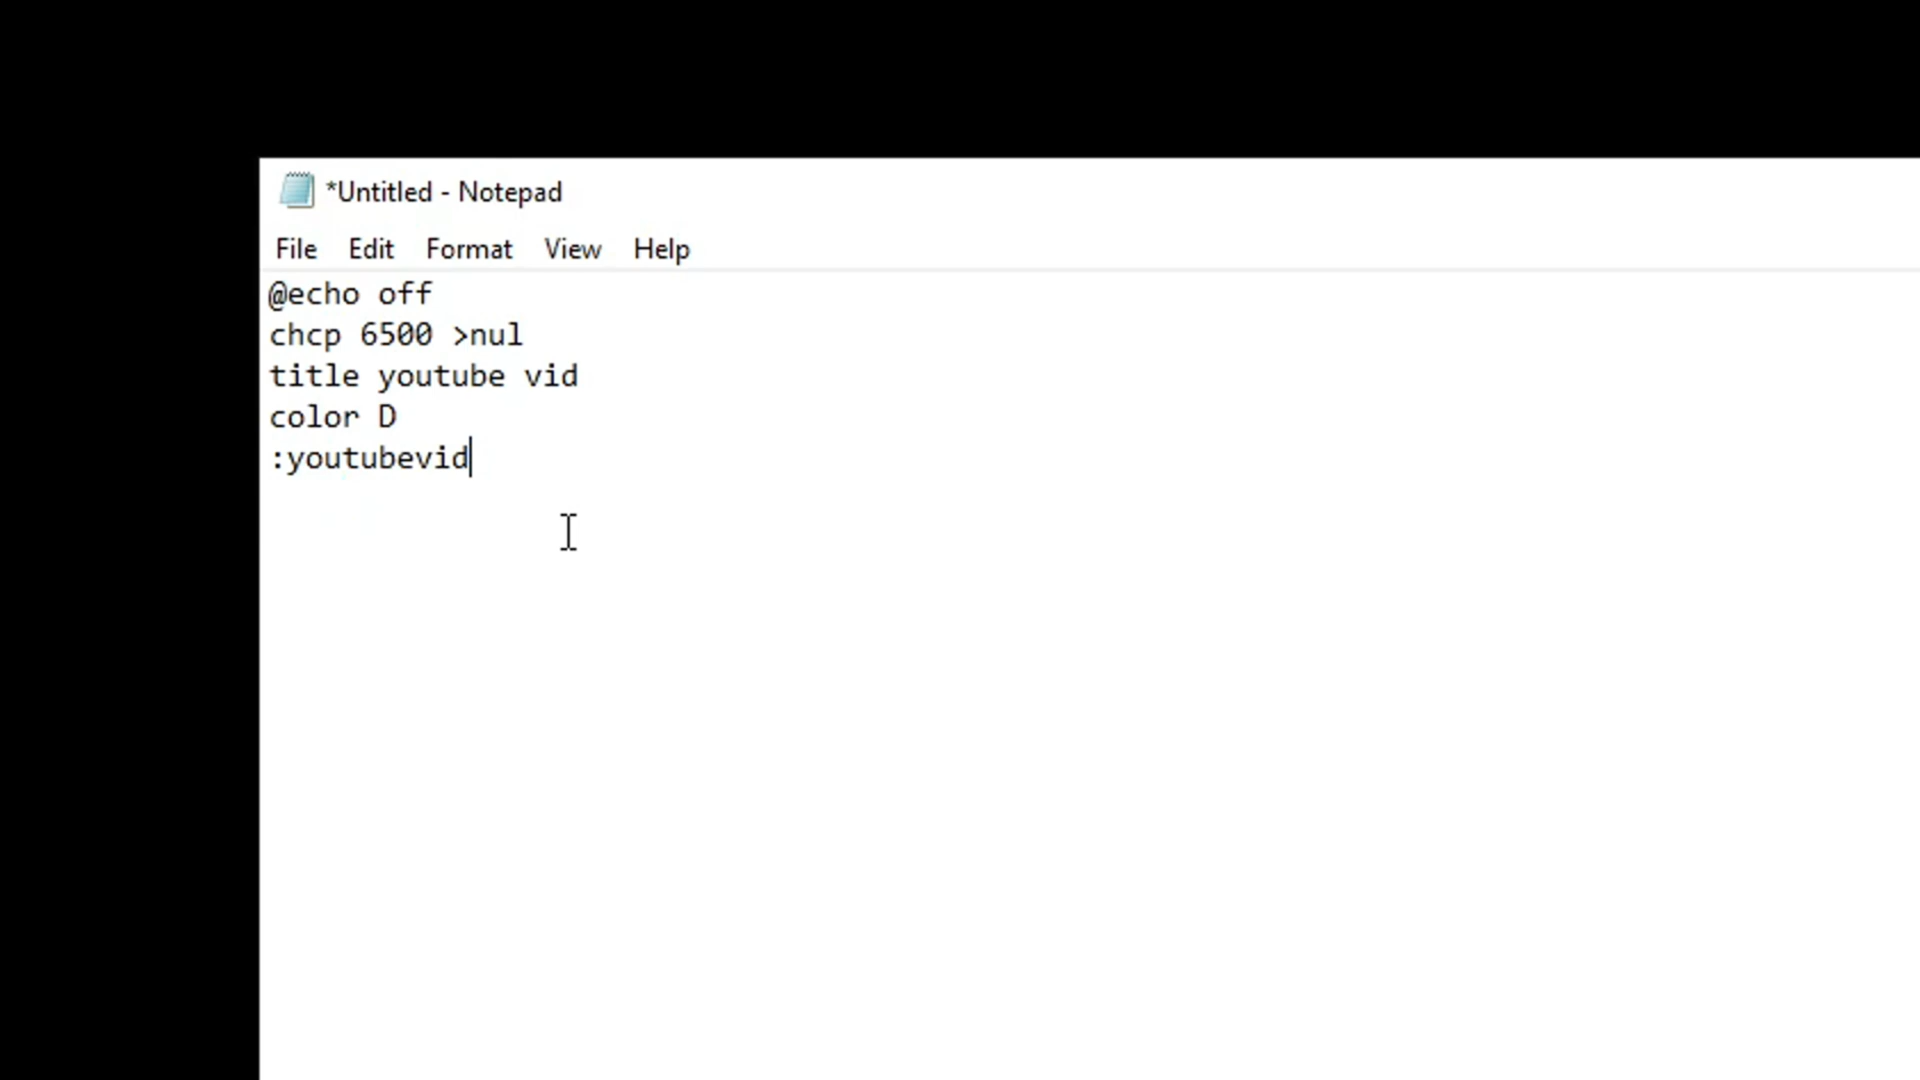 *Untitled - Notepad
File Edit Format View Help
@echo off
chcp 6500 >nul
title youtube vid
color D
:youtubevid